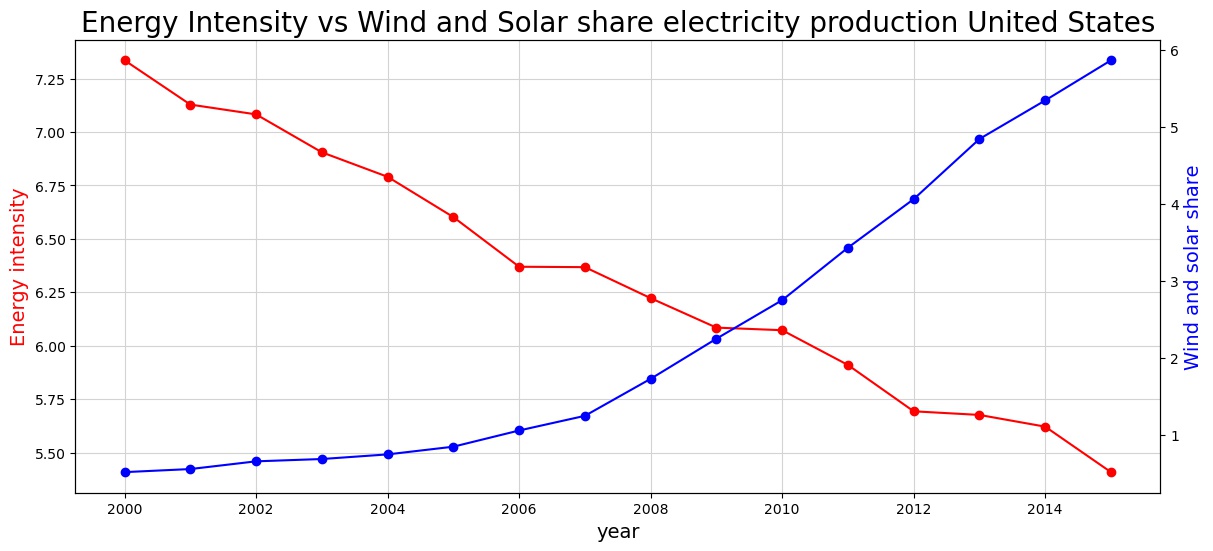 Energy Intensity vs Wind and Solar share electricity production United States
Energy intensity
7.25
7.00
6.75
6.50
6.25
6.00
5.75
5.50
6
5
4
3
2
1
Wind and solar share
2000 2002 2004 2006 2008 2010 2012 2014
year